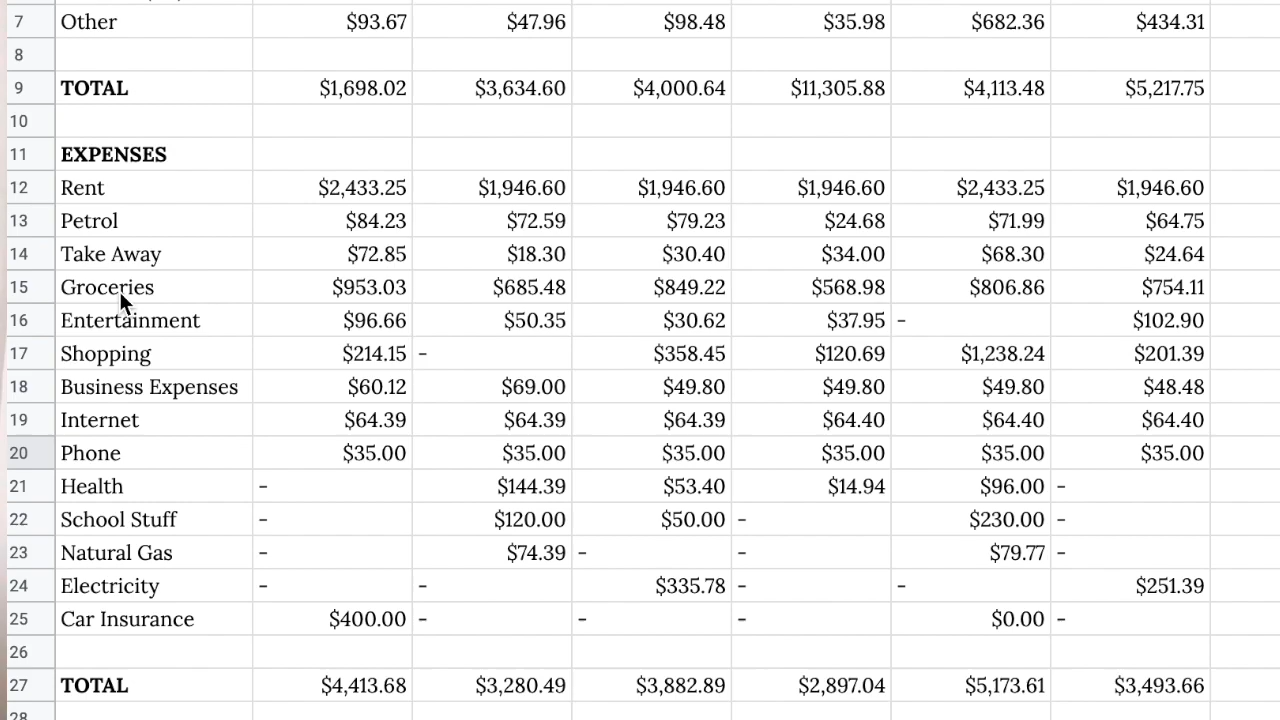 7 Other $93.67 $47.96 $98.48 $35.98 $682.36 $434.31
8
9 TOTAL $1,698.02 $3,634.60 $4,000.64 $11,305.88 $4,113.48 $5,217.75
10
11 EXPENSES
12 Rent $2,433.25 $1,946.60 $1,946.60 $1,946.60 $2,433.25 $1,946.60
13 Petrol $84.23 $72.59 $79.23 $24.68 $71.99 $64.75
14 Take Away $72.85 $18.30 $30.40 $34.00 $68.30 $24.64
15 Groceries $953.03 $685.48 $849.22 $568.98 $806.86 $754.11
16 Entertainment $96.66 $50.35 $30.62 $37.95 - $102.90
17 Shopping $214.15 - $358.45 $120.69 $1,238.24 $201.39
18 Business Expenses $60.12 $69.00 $49.80 $49.80 $49.80 $48.48
19 Internet $64.39 $64.39 $64.39 $64.40 $64.40 $64.40
20 Phone $35.00 $35.00 $35.00 $35.00 $35.00 $35.00
21 Health - $144.39 $53.40 $14.94 $96.00 -
22 School Stuff - $120.00 $50.00 - $230.00 -
23 Natural Gas - $74.39 - - $79.77 -
24 Electricity - - $335.78 - - $251.39
25 Car Insurance $400.00 - - - $0.00 -
26
27 TOTAL $4,413.68 $3,280.49 $3,882.89 $2,897.04 $5,173.61 $3,493.66
28